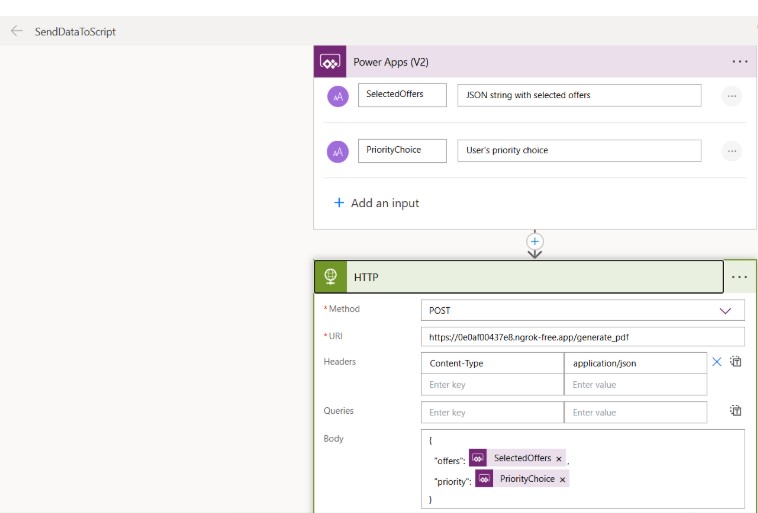 SendDataToScript
Power Apps (V2)
SelectedOffers JSON string with selected offers
PriorityChoice User's priority choice
Add an input
HTTP
* Method POST
* URI https://0e0af00437e8.ngrok-free.app/generate_pdf
Headers Content-Type application/json
Enter key Enter value
Queries Enter key Enter value
Body {
"offers": SelectedOffers × ,
"priority": PriorityChoice ×
}